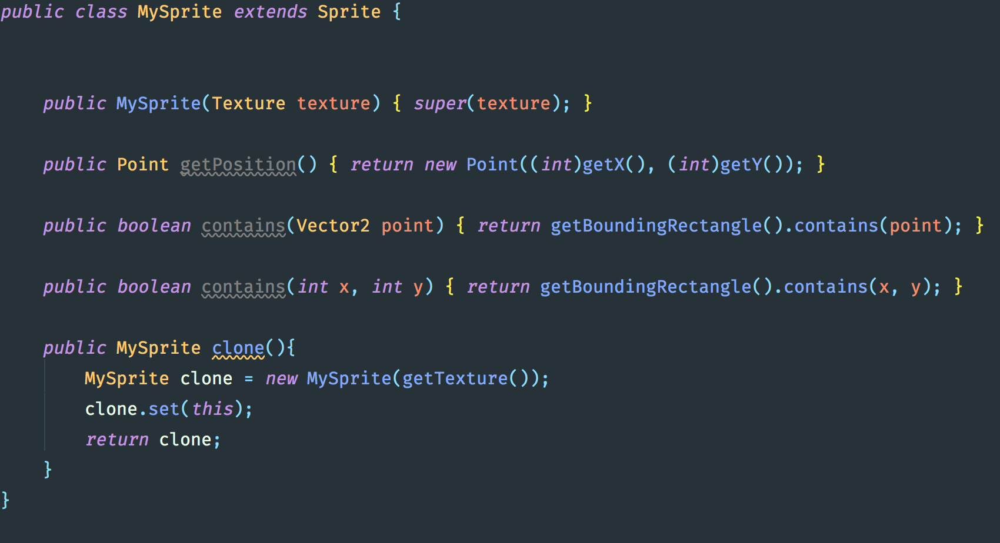 public class MySprite extends Sprite {
public MySprite(Texture texture) { super(texture); }
public Point getPosition() { return new Point((int)getX(), (int)getY()); }
public boolean contains(Vector2 point) { return getBoundingRectangle().contains(point); }
public boolean contains(int x, int y) { return getBoundingRectangle().contains(x, y); }
public MySprite clone(){
MySprite clone = new MySprite(getTexture());
clone.set(this);
return clone;
}
}